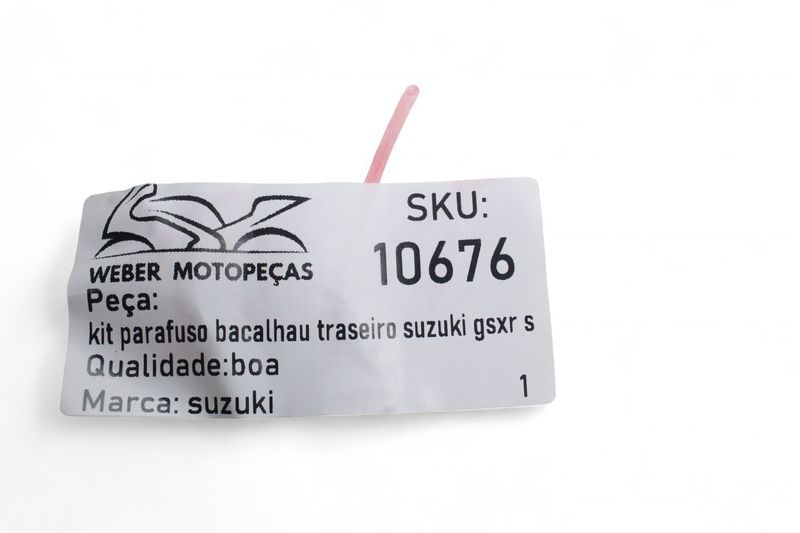 WEBER MOTOPEÇAS
SKU:
10676
Peça:
kit parafuso bacalhau traseiro suzuki gsxr s
Qualidade:boa
Marca: suzuki
1